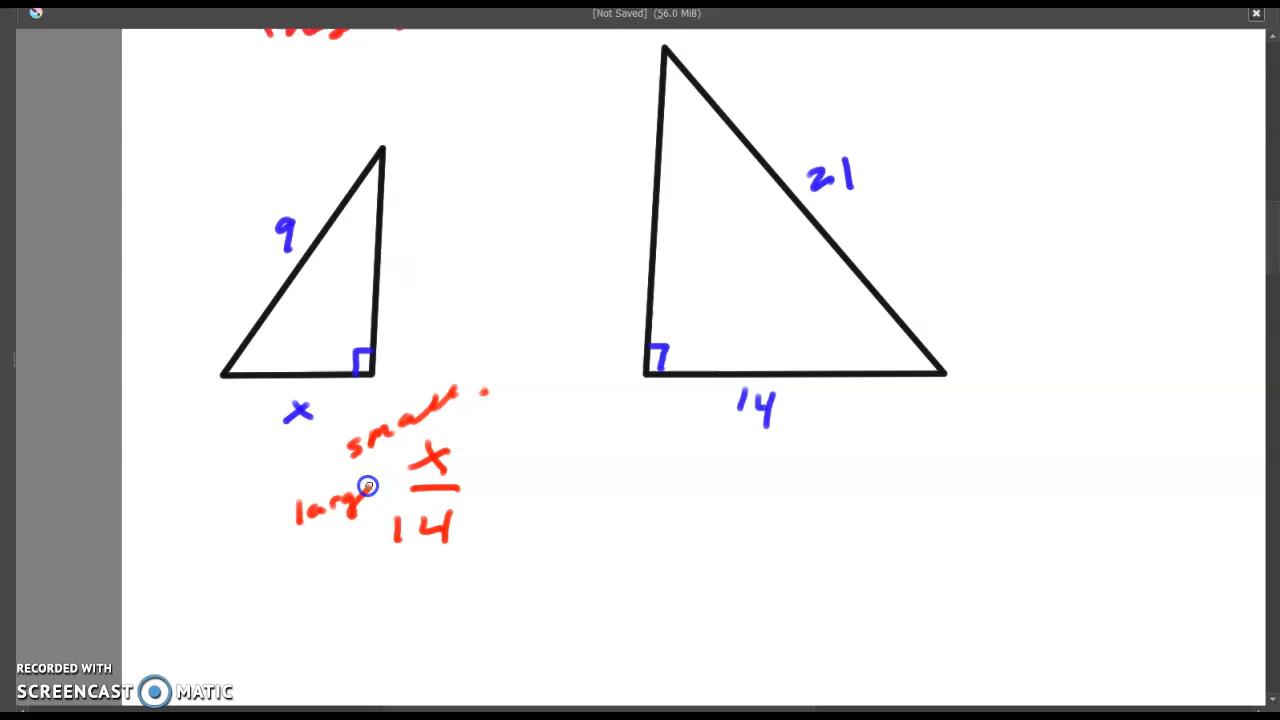 [Not Saved] (56.0 MiB)
9
21
x
14
small
x
larg
14
RECORDED WITH
SCREENCAST MATIC